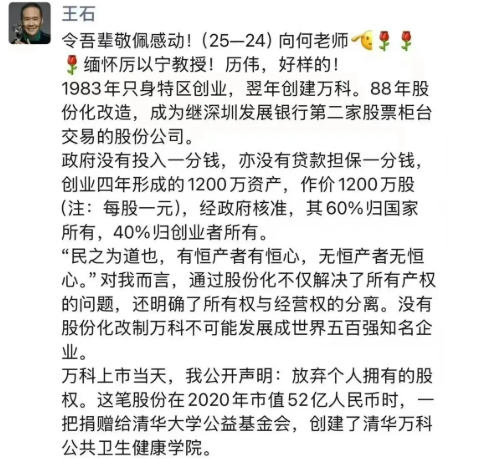 王石
令吾辈敬佩感动！(25—24) 向何老师🫡🌹🌹
🌹缅怀厉以宁教授！历伟，好样的！
1983年只身特区创业，翌年创建万科。88年股
份化改造，成为继深圳发展银行第二家股票柜台
交易的股份公司。
政府没有投入一分钱，亦没有贷款担保一分钱，
创业四年形成的1200万资产，作价1200万股
(注：每股一元)，经政府核准，其60%归国家
所有，40%归创业者所有。
“民之为道也，有恒产者有恒心，无恒产者无恒
心。”对我而言，通过股份化不仅解决了所有产权
的问题，还明确了所有权与经营权的分离。没有
股份化改制万科不可能发展成世界五百强知名企
业。
万科上市当天，我公开声明：放弃个人拥有的股
权。这笔股份在2020年市值52亿人民币时，一
把捐赠给清华大学公益基金会，创建了清华万科
公共卫生健康学院。